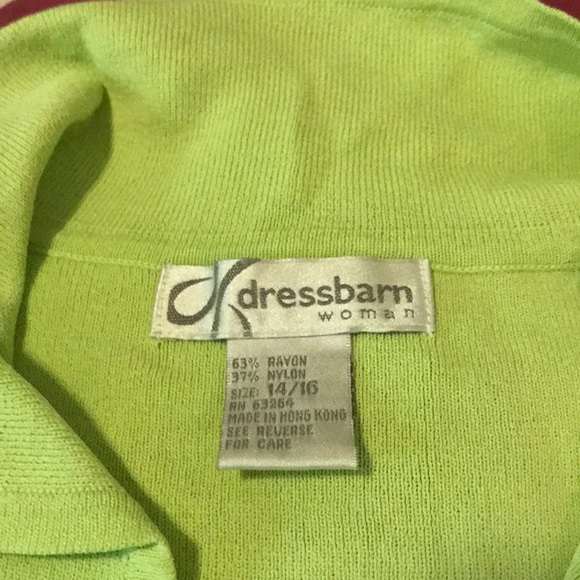 dressbarn
woman
63% RAYON
37% NYLON
SIZE: 14/16
RN 63264
MADE IN HONG KONG
SEE REVERSE
FOR CARE